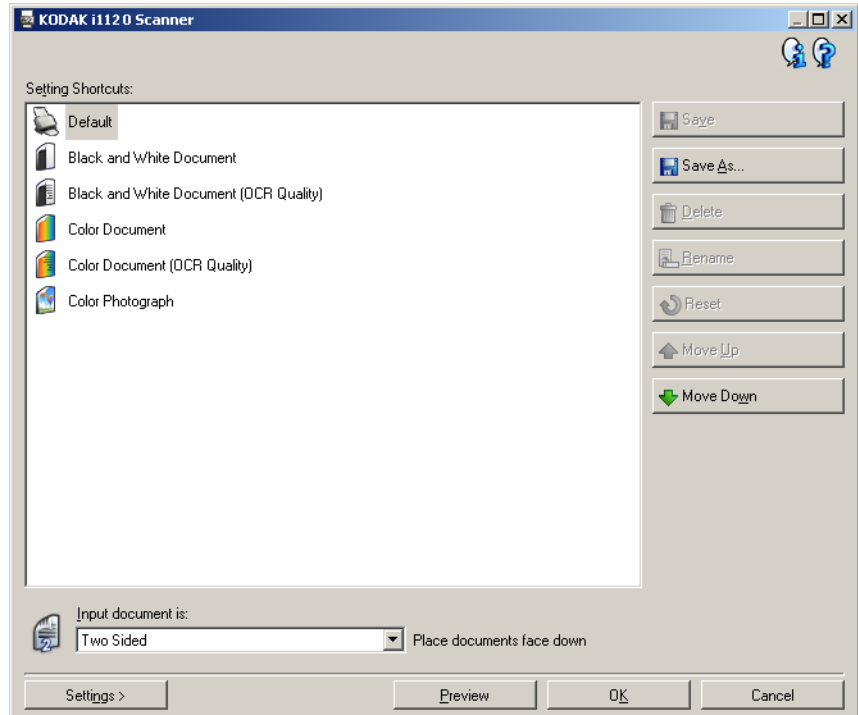 KODAK i1120 Scanner
Setting Shortcuts:
Default
Black and White Document
Black and White Document (OCR Quality)
Color Document
Color Document (OCR Quality)
Color Photograph
Save
Save As...
Delete
Rename
Reset
Move Up
Move Down
Input document is:
2
Two Sided
Place documents face down
Settings >
Preview
OK
Cancel